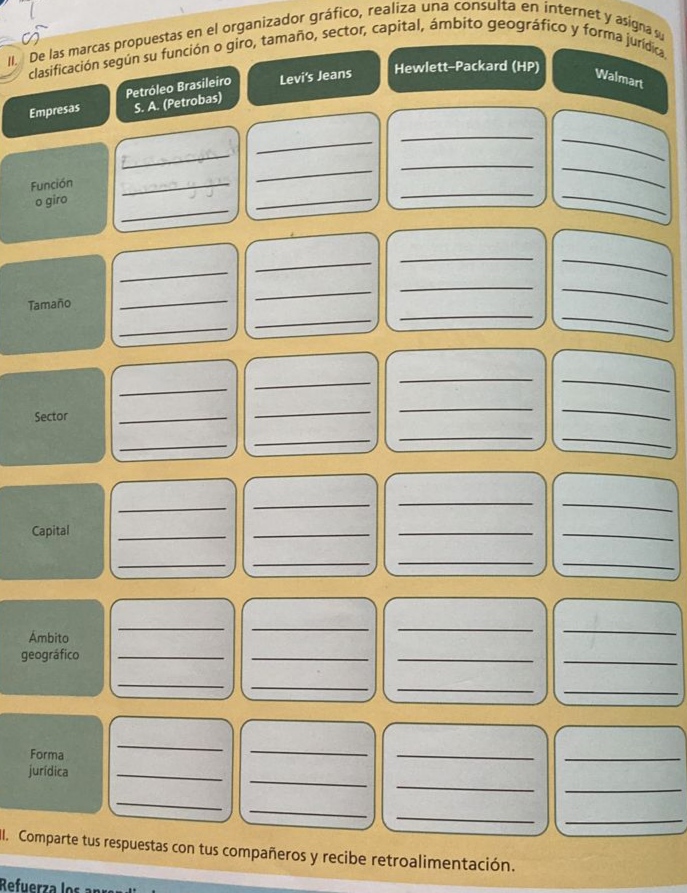 II. De las marcas propuestas en el organizador gráfico, realiza una consulta en internet y asigna su
clasificación según su función o giro, tamaño, sector, capital, ámbito geográfico y forma jurídica.
Empresas
Petróleo Brasileiro
S. A. (Petrobas)
Levi's Jeans
Hewlett–Packard (HP)
Walmart
Función
o giro
Tamaño
Sector
Capital
Ámbito
geográfico
Forma
jurídica
II. Comparte tus respuestas con tus compañeros y recibe retroalimentación.
Refuerza los